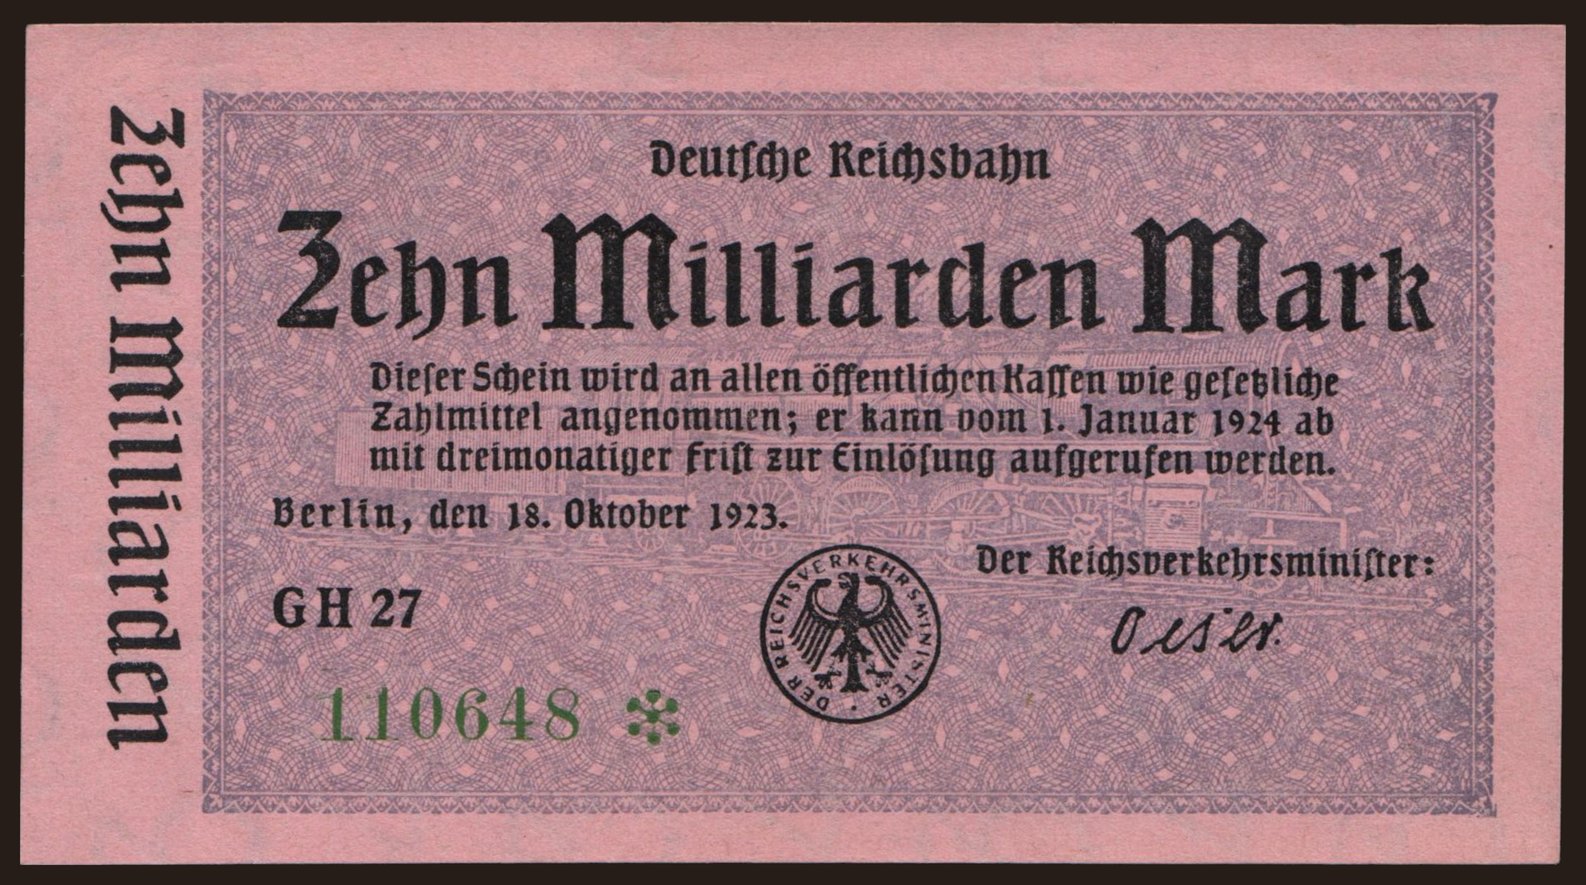 Zehn Milliarden
Deutsche Reichsbahn
Zehn Milliarden Mark
Dieser Schein wird an allen öffentlichen Kassen wie gesetzliche
Zahlmittel angenommen; er kann vom 1. Januar 1924 ab
mit dreimonatiger Frist zur Einlösung aufgerufen werden.
Berlin, den 18. Oktober 1923.
Der Reichsverkehrsminister:
GH 27
DER REICHSVERKEHRSMINISTER
Oeser.
110648